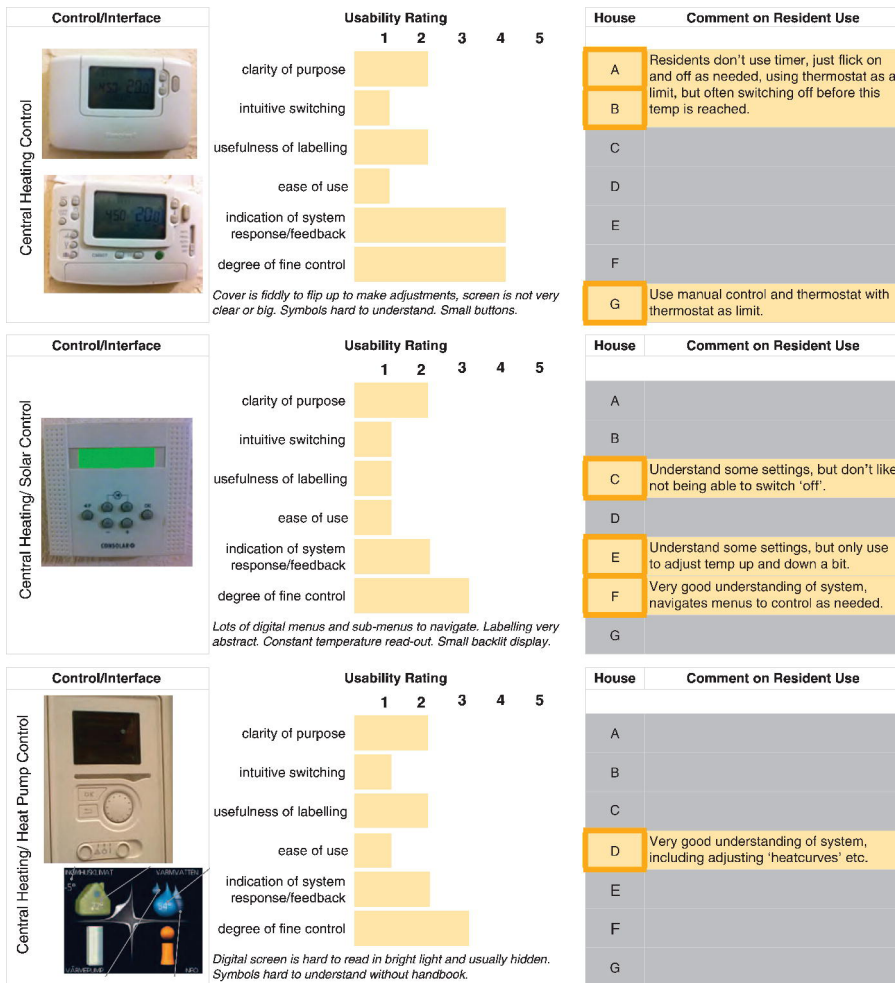 Control/Interface
Usability Rating
House
Comment on Resident Use
1 2 3 4 5
Central Heating Control
clarity of purpose
intuitive switching
usefulness of labelling
ease of use
indication of system
response/feedback
degree of fine control
Cover is fiddly to flip up to make adjustments, screen is not very
clear or big. Symbols hard to understand. Small buttons.
A
B
Residents don't use timer, just flick on
and off as needed, using thermostat as a
limit, but often switching off before this
temp is reached.
C
D
E
F
G
Use manual control and thermostat with
thermostat as limit.
Control/Interface
Usability Rating
House
Comment on Resident Use
1 2 3 4 5
Central Heating/ Solar Control
CONSOLAR
clarity of purpose
intuitive switching
usefulness of labelling
ease of use
indication of system
response/feedback
degree of fine control
Lots of digital menus and sub-menus to navigate. Labelling very
abstract. Constant temperature read-out. Small backlit display.
A
B
C
Understand some settings, but don't like
not being able to switch 'off'.
D
E
Understand some settings, but only use
to adjust temp up and down a bit.
F
Very good understanding of system,
navigates menus to control as needed.
G
Control/Interface
Usability Rating
House
Comment on Resident Use
1 2 3 4 5
Central Heating/ Heat Pump Control
OK
INOMHUSKLIMAT
VARMVATTEN
VÄRMEPUMP
INFO
clarity of purpose
intuitive switching
usefulness of labelling
ease of use
indication of system
response/feedback
degree of fine control
Digital screen is hard to read in bright light and usually hidden.
Symbols hard to understand without handbook.
A
B
C
D
Very good understanding of system,
including adjusting 'heatcurves' etc.
E
F
G